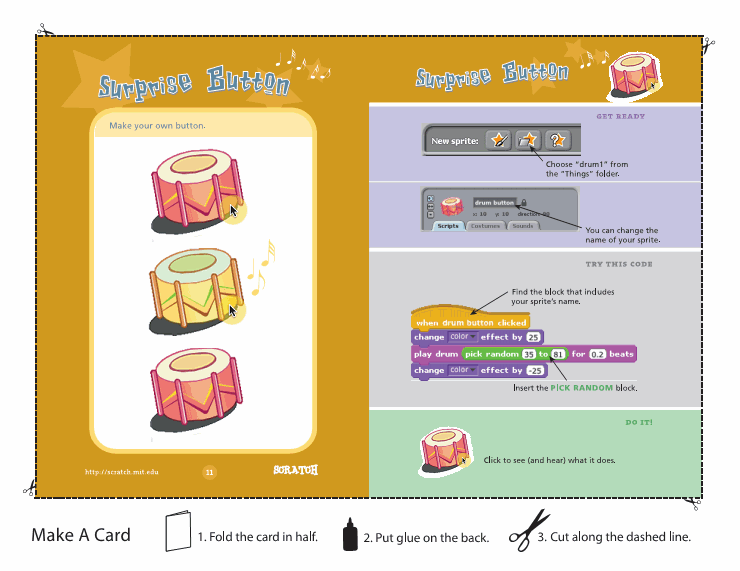 Surprise Button
Make your own button.
http://scratch.mit.edu
11
SCRATCH
Surprise Button
GET READY
New sprite:
Choose "drum1" from
the "Things" folder.
drum button
x: 10 y: 18 direction: 90
Scripts Costumes Sounds
You can change the
name of your sprite.
TRY THIS CODE
Find the block that includes
your sprite's name.
when drum button clicked
change color effect by 25
play drum pick random 35 to 81 for 0.2 beats
change color effect by -25
Insert the PICK RANDOM block.
DO IT!
Click to see (and hear) what it does.
Make A Card
1. Fold the card in half.
2. Put glue on the back.
3. Cut along the dashed line.